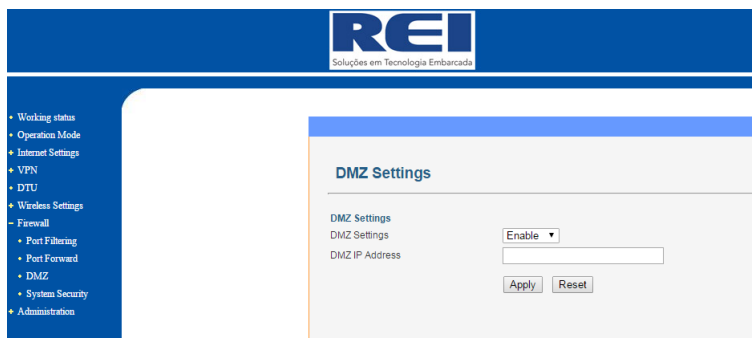 REI
Soluções em Tecnologia Embarcada
Working status
Operation Mode
Internet Settings
VPN
DTU
Wireless Settings
Firewall
Port Filtering
Port Forward
DMZ
System Security
Administration
DMZ Settings
DMZ Settings
DMZ Settings Enable
DMZ IP Address
Apply Reset